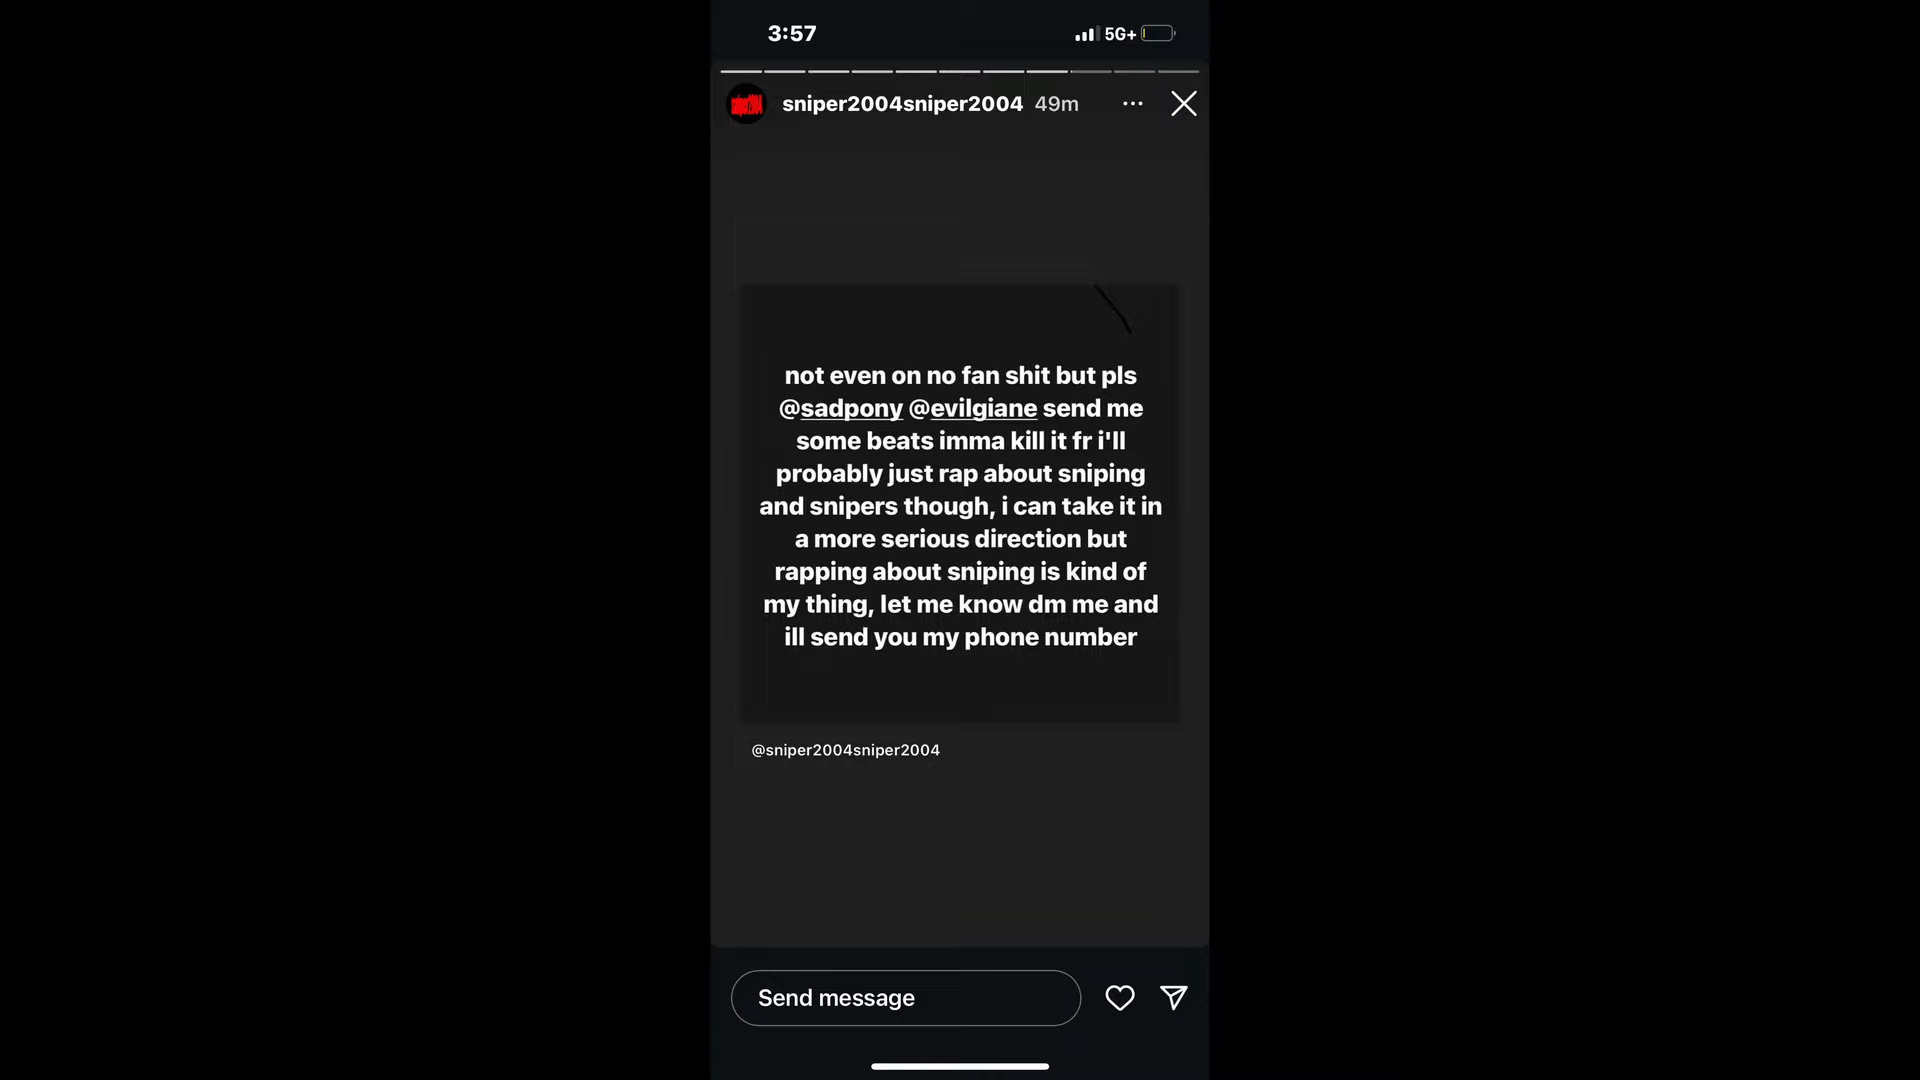 3:57
5G+
sniper2004sniper2004 49m
not even on no fan shit but pls
@sadpony @evilgiane send me
some beats imma kill it fr i'll
probably just rap about sniping
and snipers though, i can take it in
a more serious direction but
rapping about sniping is kind of
my thing, let me know dm me and
ill send you my phone number
@sniper2004sniper2004
Send message